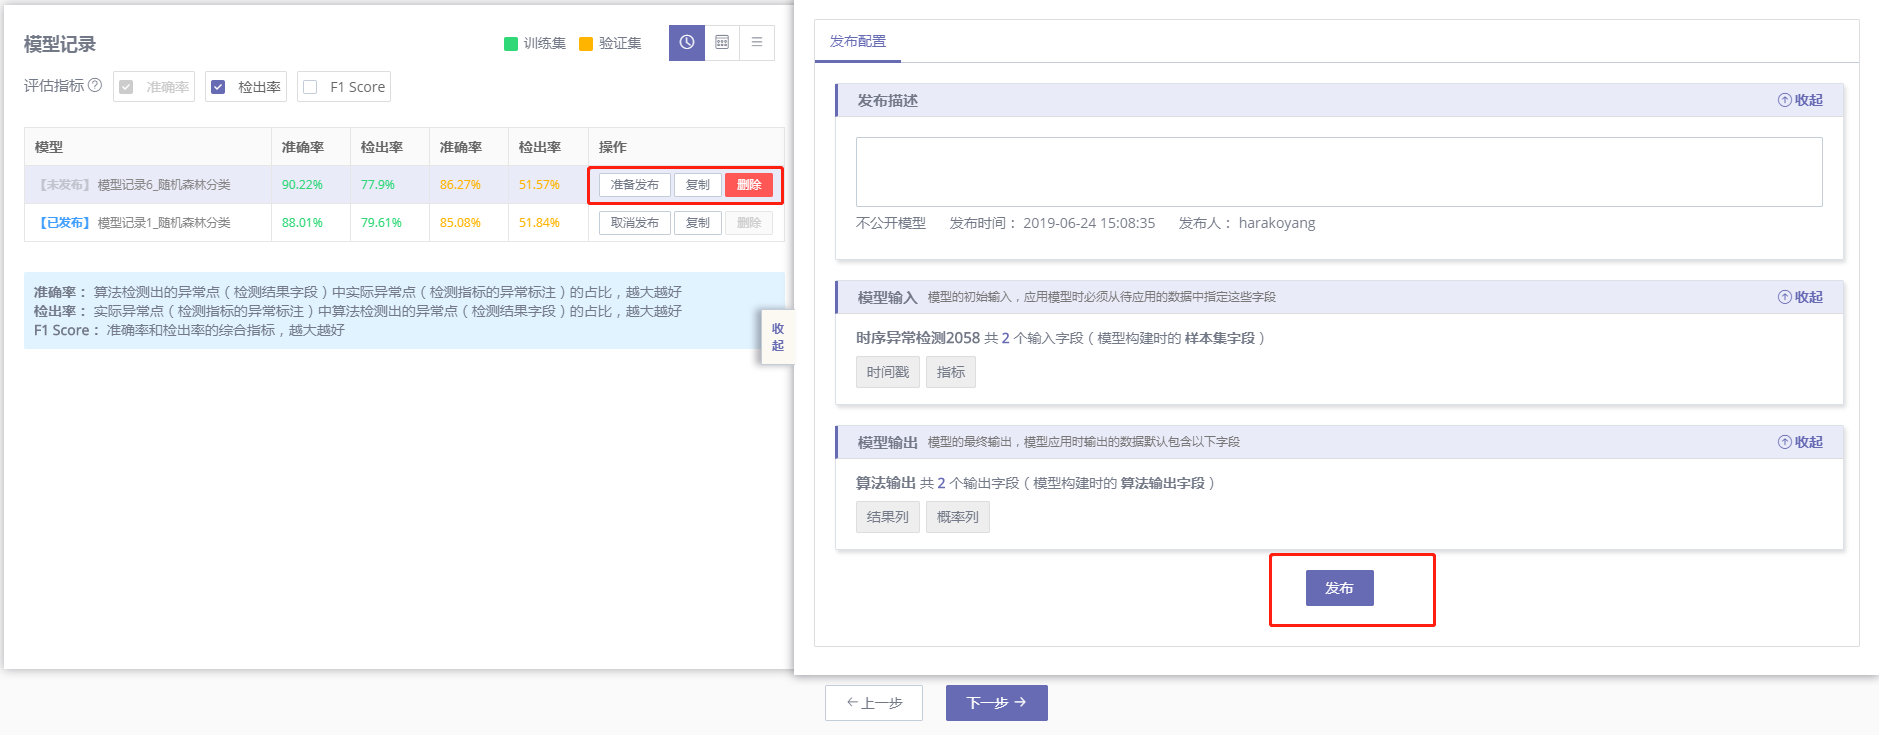 模型记录
训练集 验证集
评估指标 准确率 检出率 F1 Score
模型 准确率 检出率 准确率 检出率 操作
【未发布】 模型记录6_随机森林分类 90.22% 77.9% 86.27% 51.57% 准备发布 复制 删除
【已发布】 模型记录1_随机森林分类 88.01% 79.61% 85.08% 51.84% 取消发布 复制 删除
准确率： 算法检测出的异常点（检测结果字段）中实际异常点（检测指标的异常标注）的占比，越大越好
检出率： 实际异常点（检测指标的异常标注）中算法检测出的异常点（检测结果字段）的占比，越大越好
F1 Score： 准确率和检出率的综合指标，越大越好
收
起
发布配置
发布描述 收起
不公开模型 发布时间： 2019-06-24 15:08:35 发布人： harakoyang
模型输入 模型的初始输入，应用模型时必须从待应用的数据中指定这些字段 收起
时序异常检测2058 共 2 个输入字段（模型构建时的 样本集字段）
时间戳 指标
模型输出 模型的最终输出，模型应用时输出的数据默认包含以下字段 收起
算法输出 共 2 个输出字段（模型构建时的 算法输出字段）
结果列 概率列
发布
←上一步 下一步→